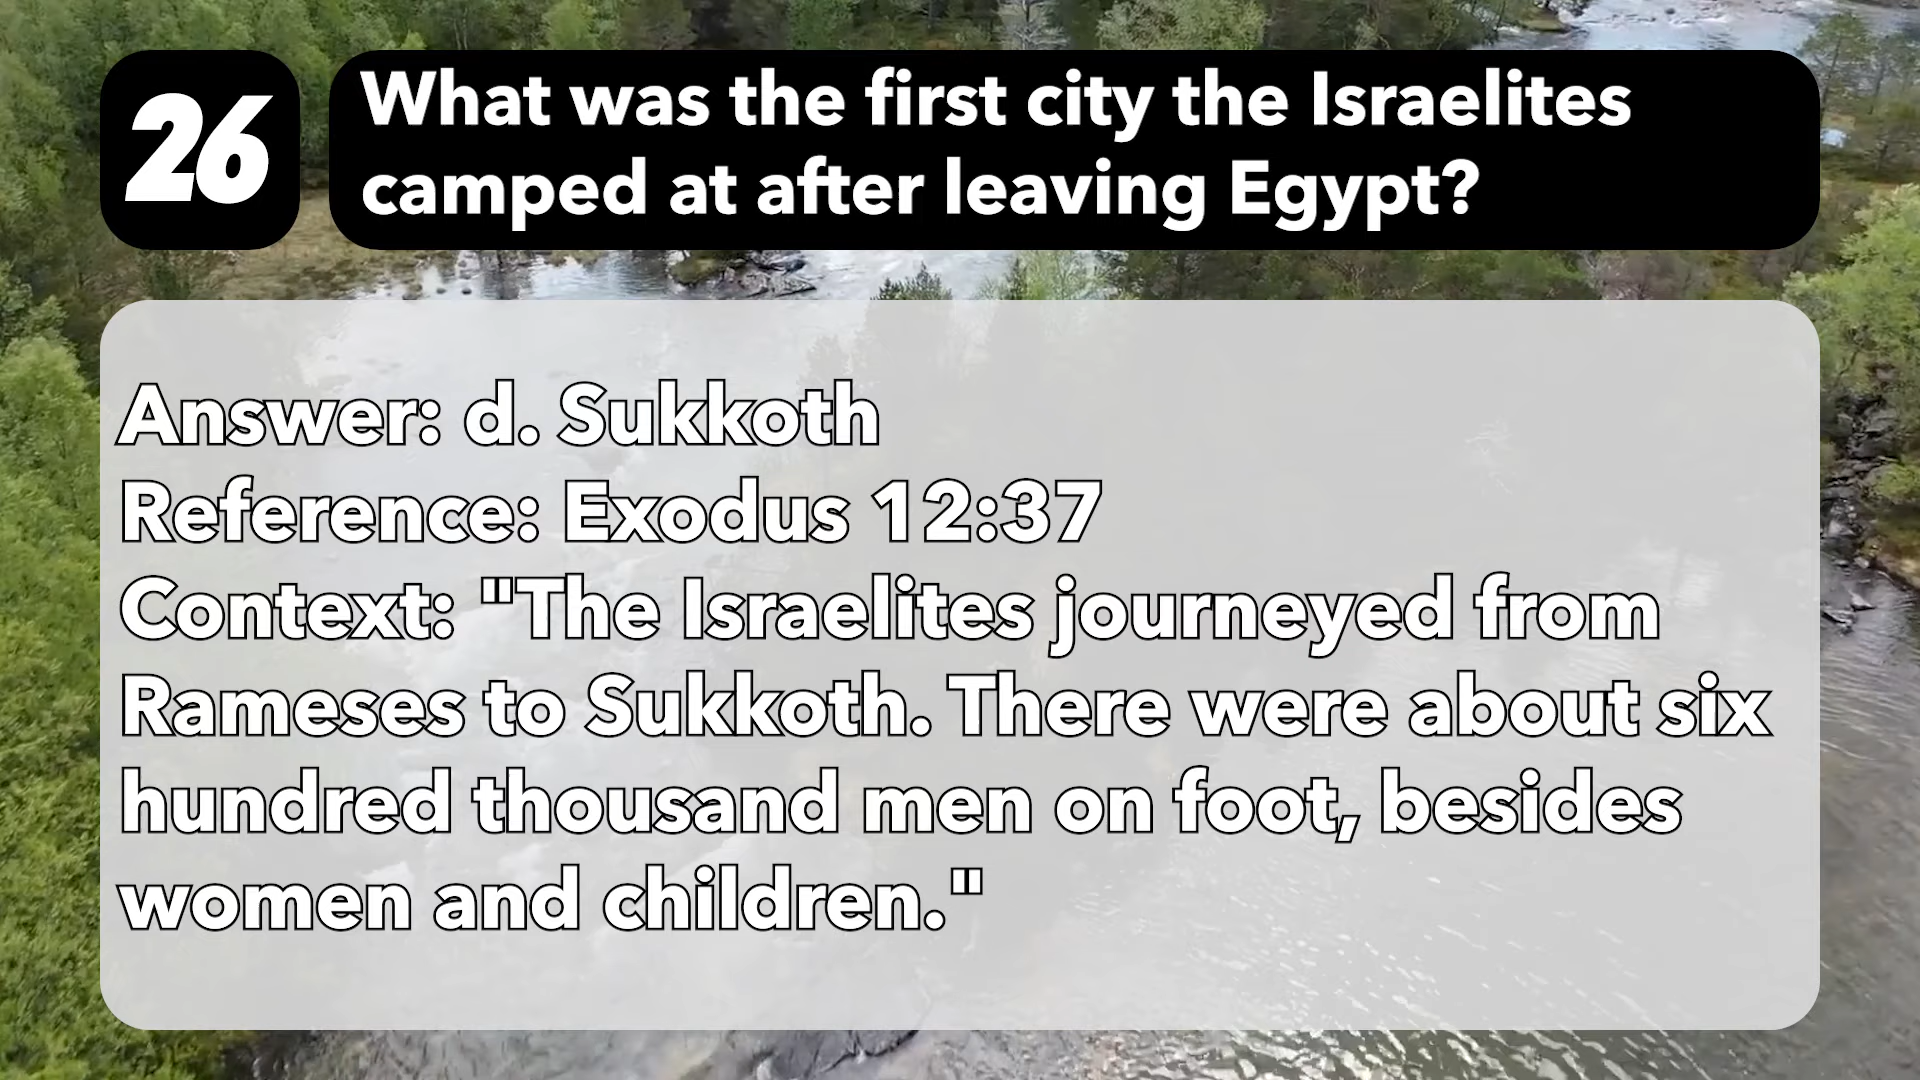 26
What was the first city the Israelites
camped at after leaving Egypt?
Answer: d. Sukkoth
Reference: Exodus 12:37
Context: "The Israelites journeyed from
Rameses to Sukkoth. There were about six
hundred thousand men on foot, besides
women and children."